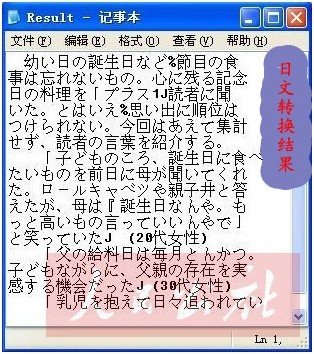 Result - 记事本
文件(F) 编辑(E) 格式(O) 查看(V) 帮助(H)
幼い日の誕生日など%節目の食
事は忘れないもの。心に残る記念
日の料理を「プラス1J読者に聞
いた。とはいえ%思い出に順位は
つけられない。今回はあえて集計
せず、読者の言葉を紹介する。
「子どものころ、誕生日に食べ
たいものを前日に母が聞いてくれ
た。ロールキャベツや親子丼と答
えたが、母は『誕生日なんや。も
っと高いもの言っていいんやで」
と笑っていたJ (20代女性)
「父の給料日は毎月とんかつ。
子どもながらに、父親の存在を実
感する機会だったJ(30代女性)
「乳児を抱えて日々追われてい
日文转换结果
Ln 1,